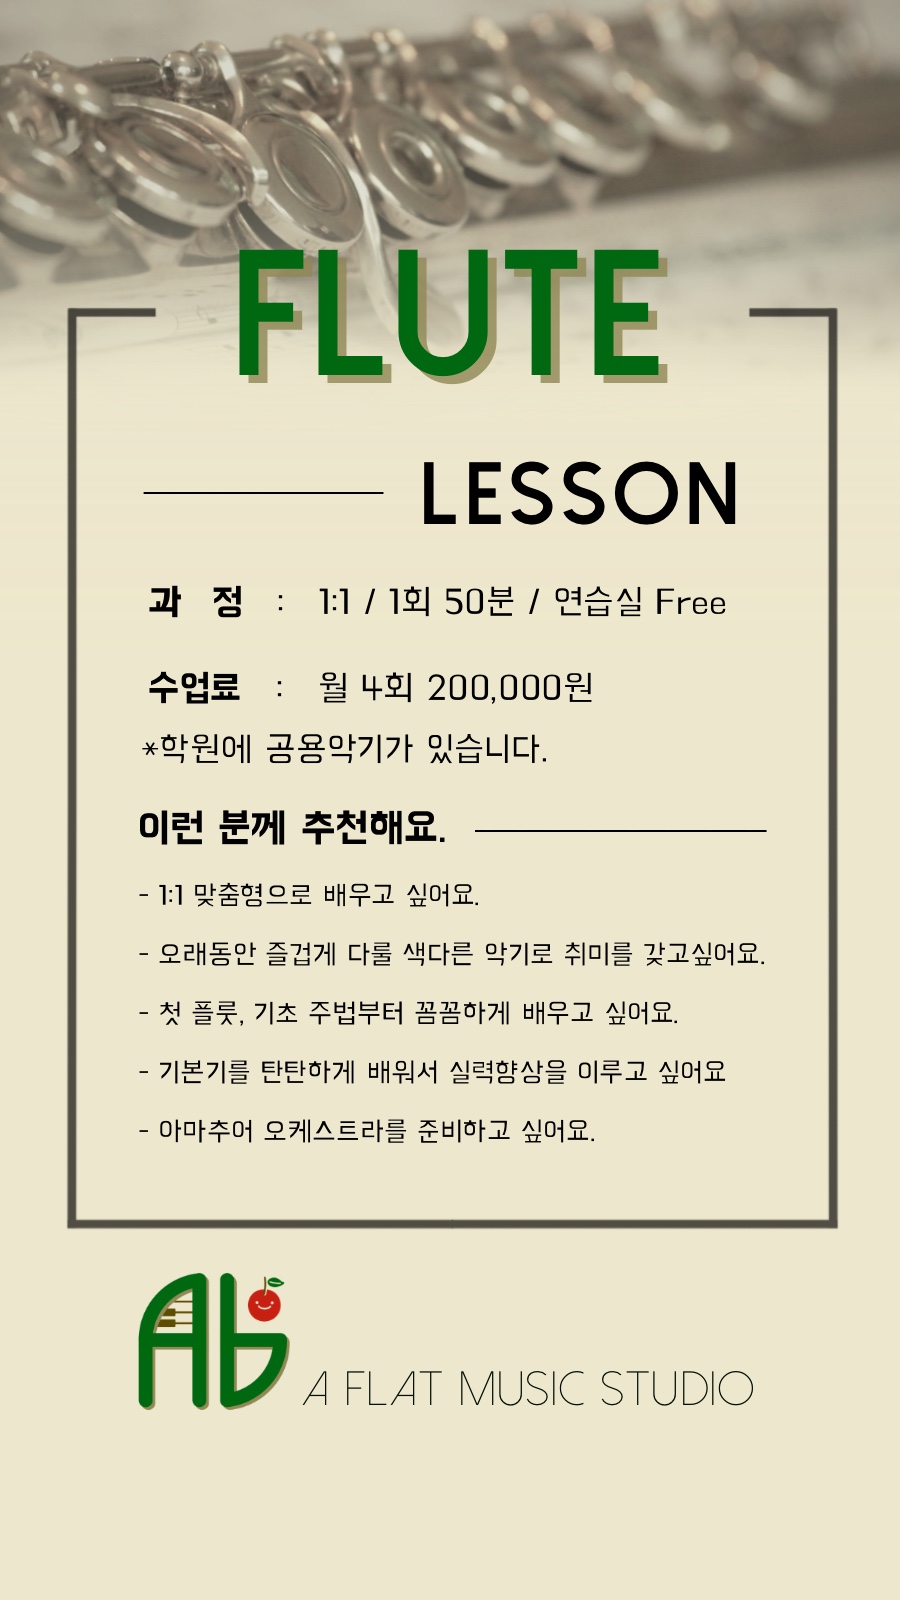 FLUTE
LESSON
과 정 : 1:1 / 1회 50분 / 연습실 Free
수업료 : 월 4회 200,000원
*학원에 공용악기가 있습니다.
이런 분께 추천해요.
- 1:1 맞춤형으로 배우고 싶어요.
- 오래동안 즐겁게 다룰 색다른 악기로 취미를 갖고싶어요.
- 첫 플룻, 기초 주법부터 꼼꼼하게 배우고 싶어요.
- 기본기를 탄탄하게 배워서 실력향상을 이루고 싶어요
- 아마추어 오케스트라를 준비하고 싶어요.
Ab
A FLAT MUSIC STUDIO